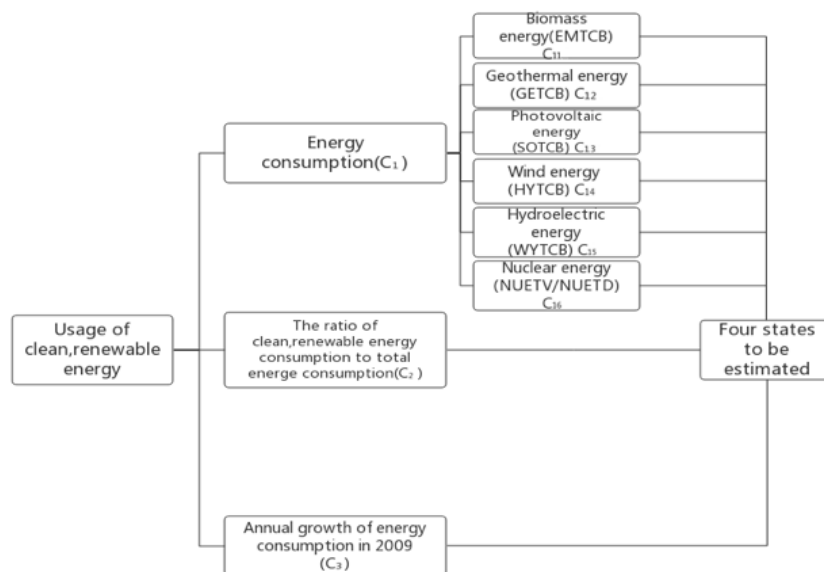 Biomass
energy(EMTCB)
C₁₁
Geothermal energy
(GETCB) C₁₂
Photovoltaic
energy
(SOTCB) C₁₃
Energy
consumption(C₁)
Wind energy
(HYTCB) C₁₄
Hydroelectric
energy
(WYTCB) C₁₅
Nuclear energy
(NUETV/NUETD)
C₁₆
Usage of
clean,renewable
energy
The ratio of
clean,renewable energy
consumption to total
energe consumption(C₂)
Four states
to be
estimated
Annual growth of energy
consumption in 2009
(C₃)